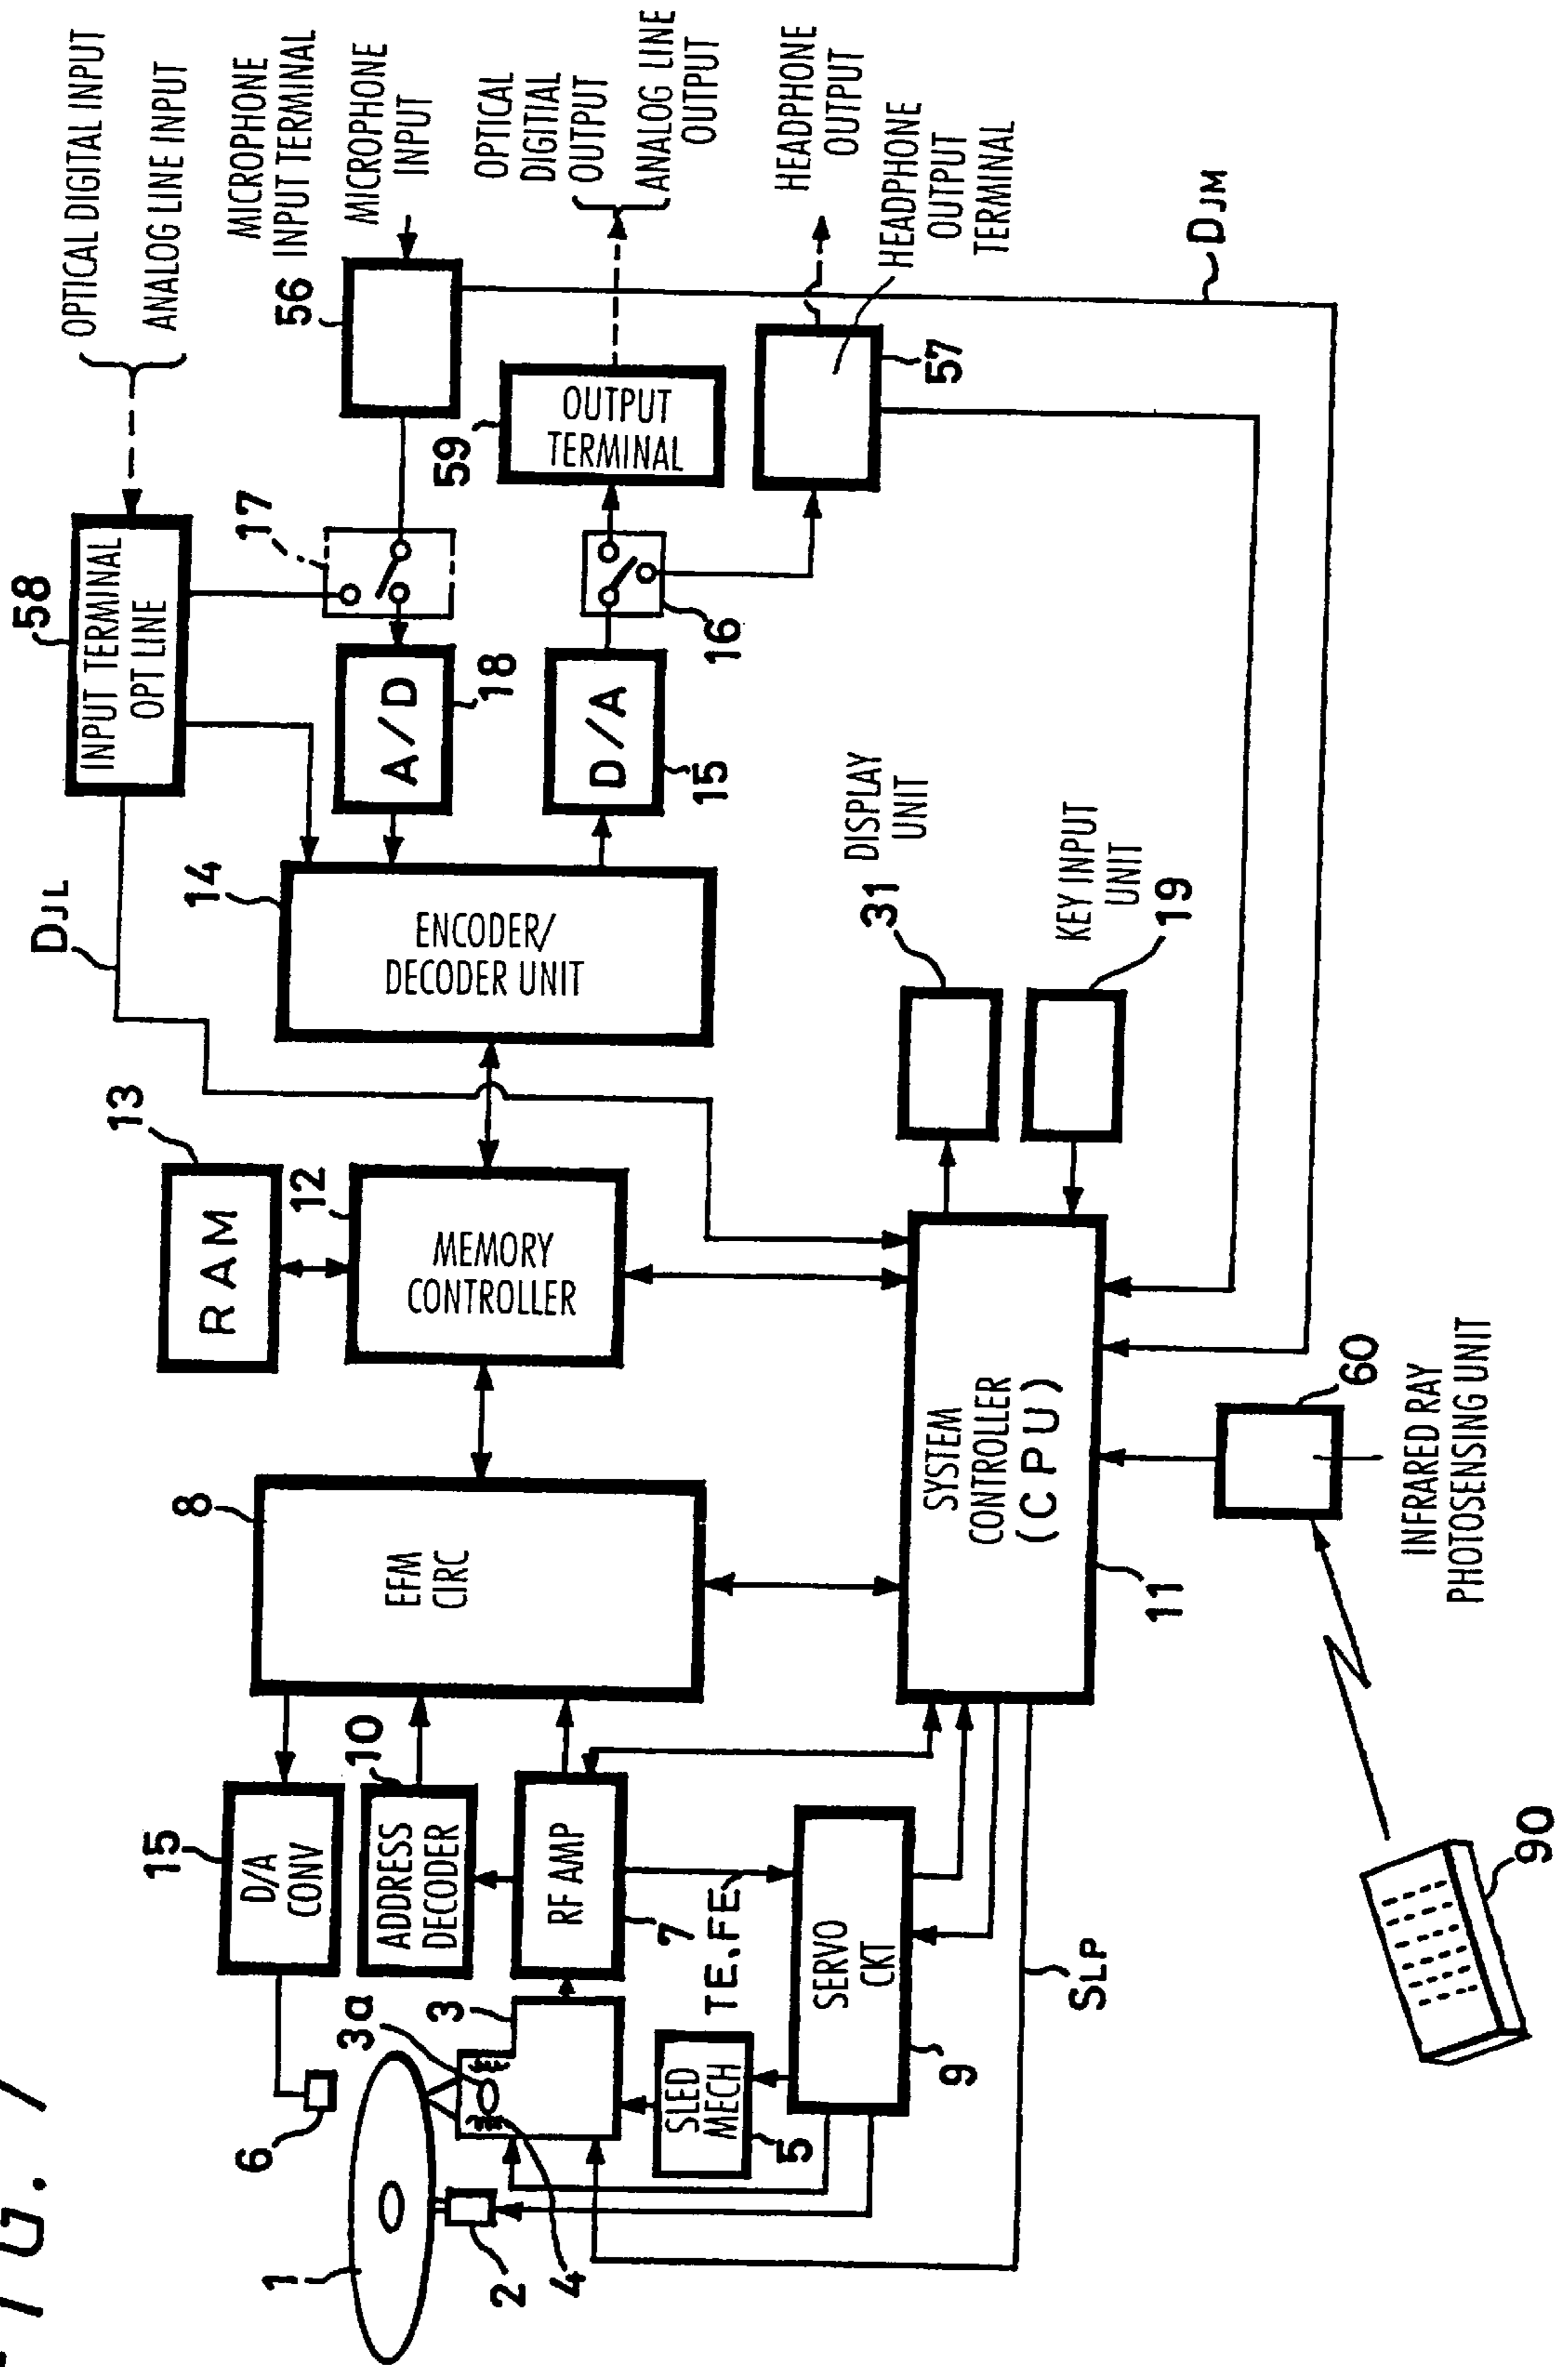 FIG. 7
OPTICAL DIGITAL INPUT
ANALOG LINE INPUT
MICROPHONE
INPUT TERMINAL
MICROPHONE
INPUT
OPTICAL
DIGITIAL
OUTPUT
ANALOG LINE
OUTPUT
HEADPHONE
OUTPUT
HEADPHONE
OUTPUT
TERMINAL
58
INPUT TERMINAL
OPT LINE
56
17
59
OUTPUT
TERMINAL
57
DJM
DJL
A/D
18
D/A
15
16
14
ENCODER/
DECODER UNIT
31
DISPLAY
UNIT
KEY INPUT
UNIT
19
13
RAM
12
MEMORY
CONTROLLER
8
EFM
CIRC
SYSTEM
CONTROLLER
(CPU)
11
60
INFRARED RAY
PHOTOSENSING UNIT
15
D/A
CONV
10
ADDRESS
DECODER
RF AMP
7
TE.FE
SERVO
CKT
9
SLP
3
3a
SLED
MECH
5
6
1
2
4
90